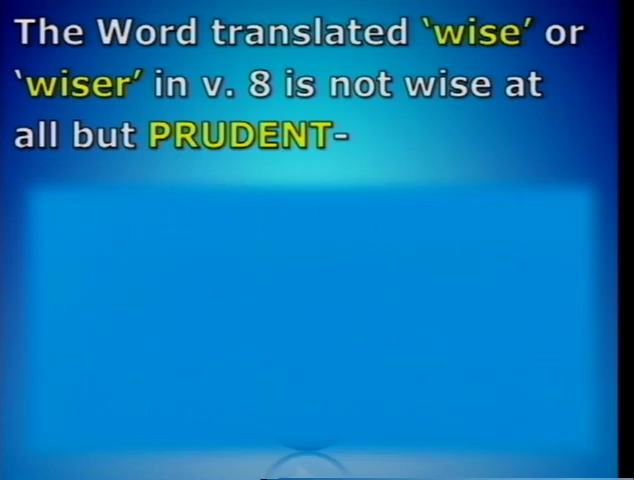 The Word translated ‘wise’ or
‘wiser’ in v. 8 is not wise at
all but PRUDENT-